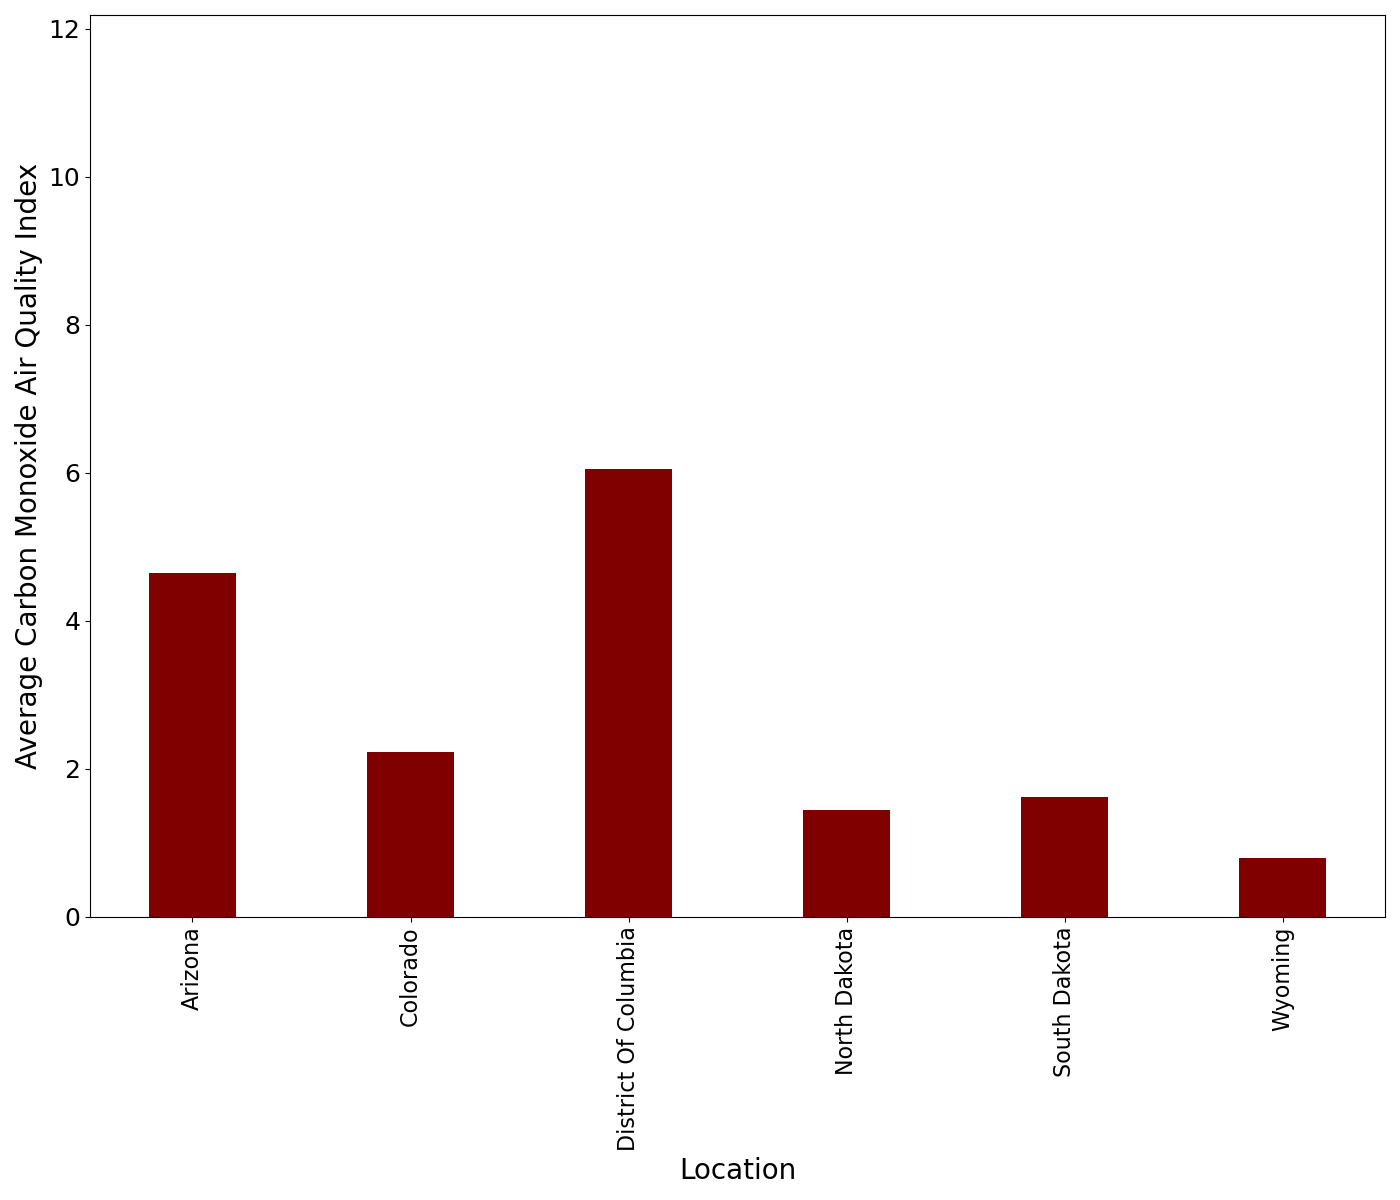 Average Carbon Monoxide Air Quality Index
12
10
8
6
4
2
0
Arizona
Colorado
District Of Columbia
North Dakota
South Dakota
Wyoming
Location